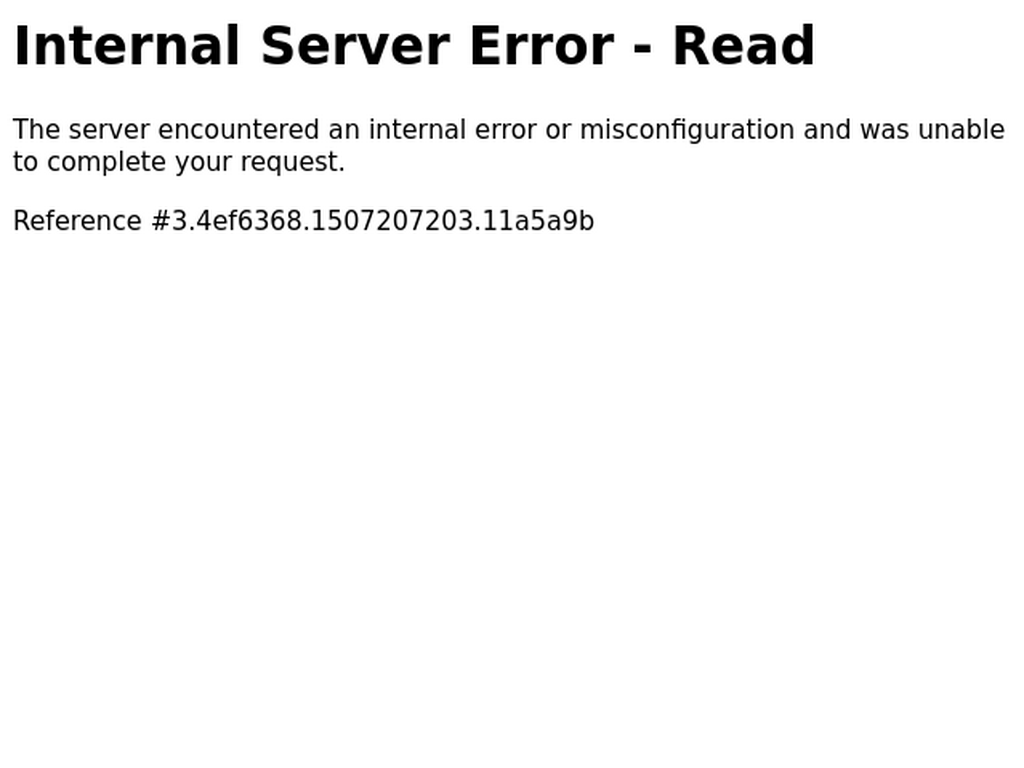 Internal Server Error - Read
The server encountered an internal error or misconfiguration and was unable
to complete your request.
Reference #3.4ef6368.1507207203.11a5a9b